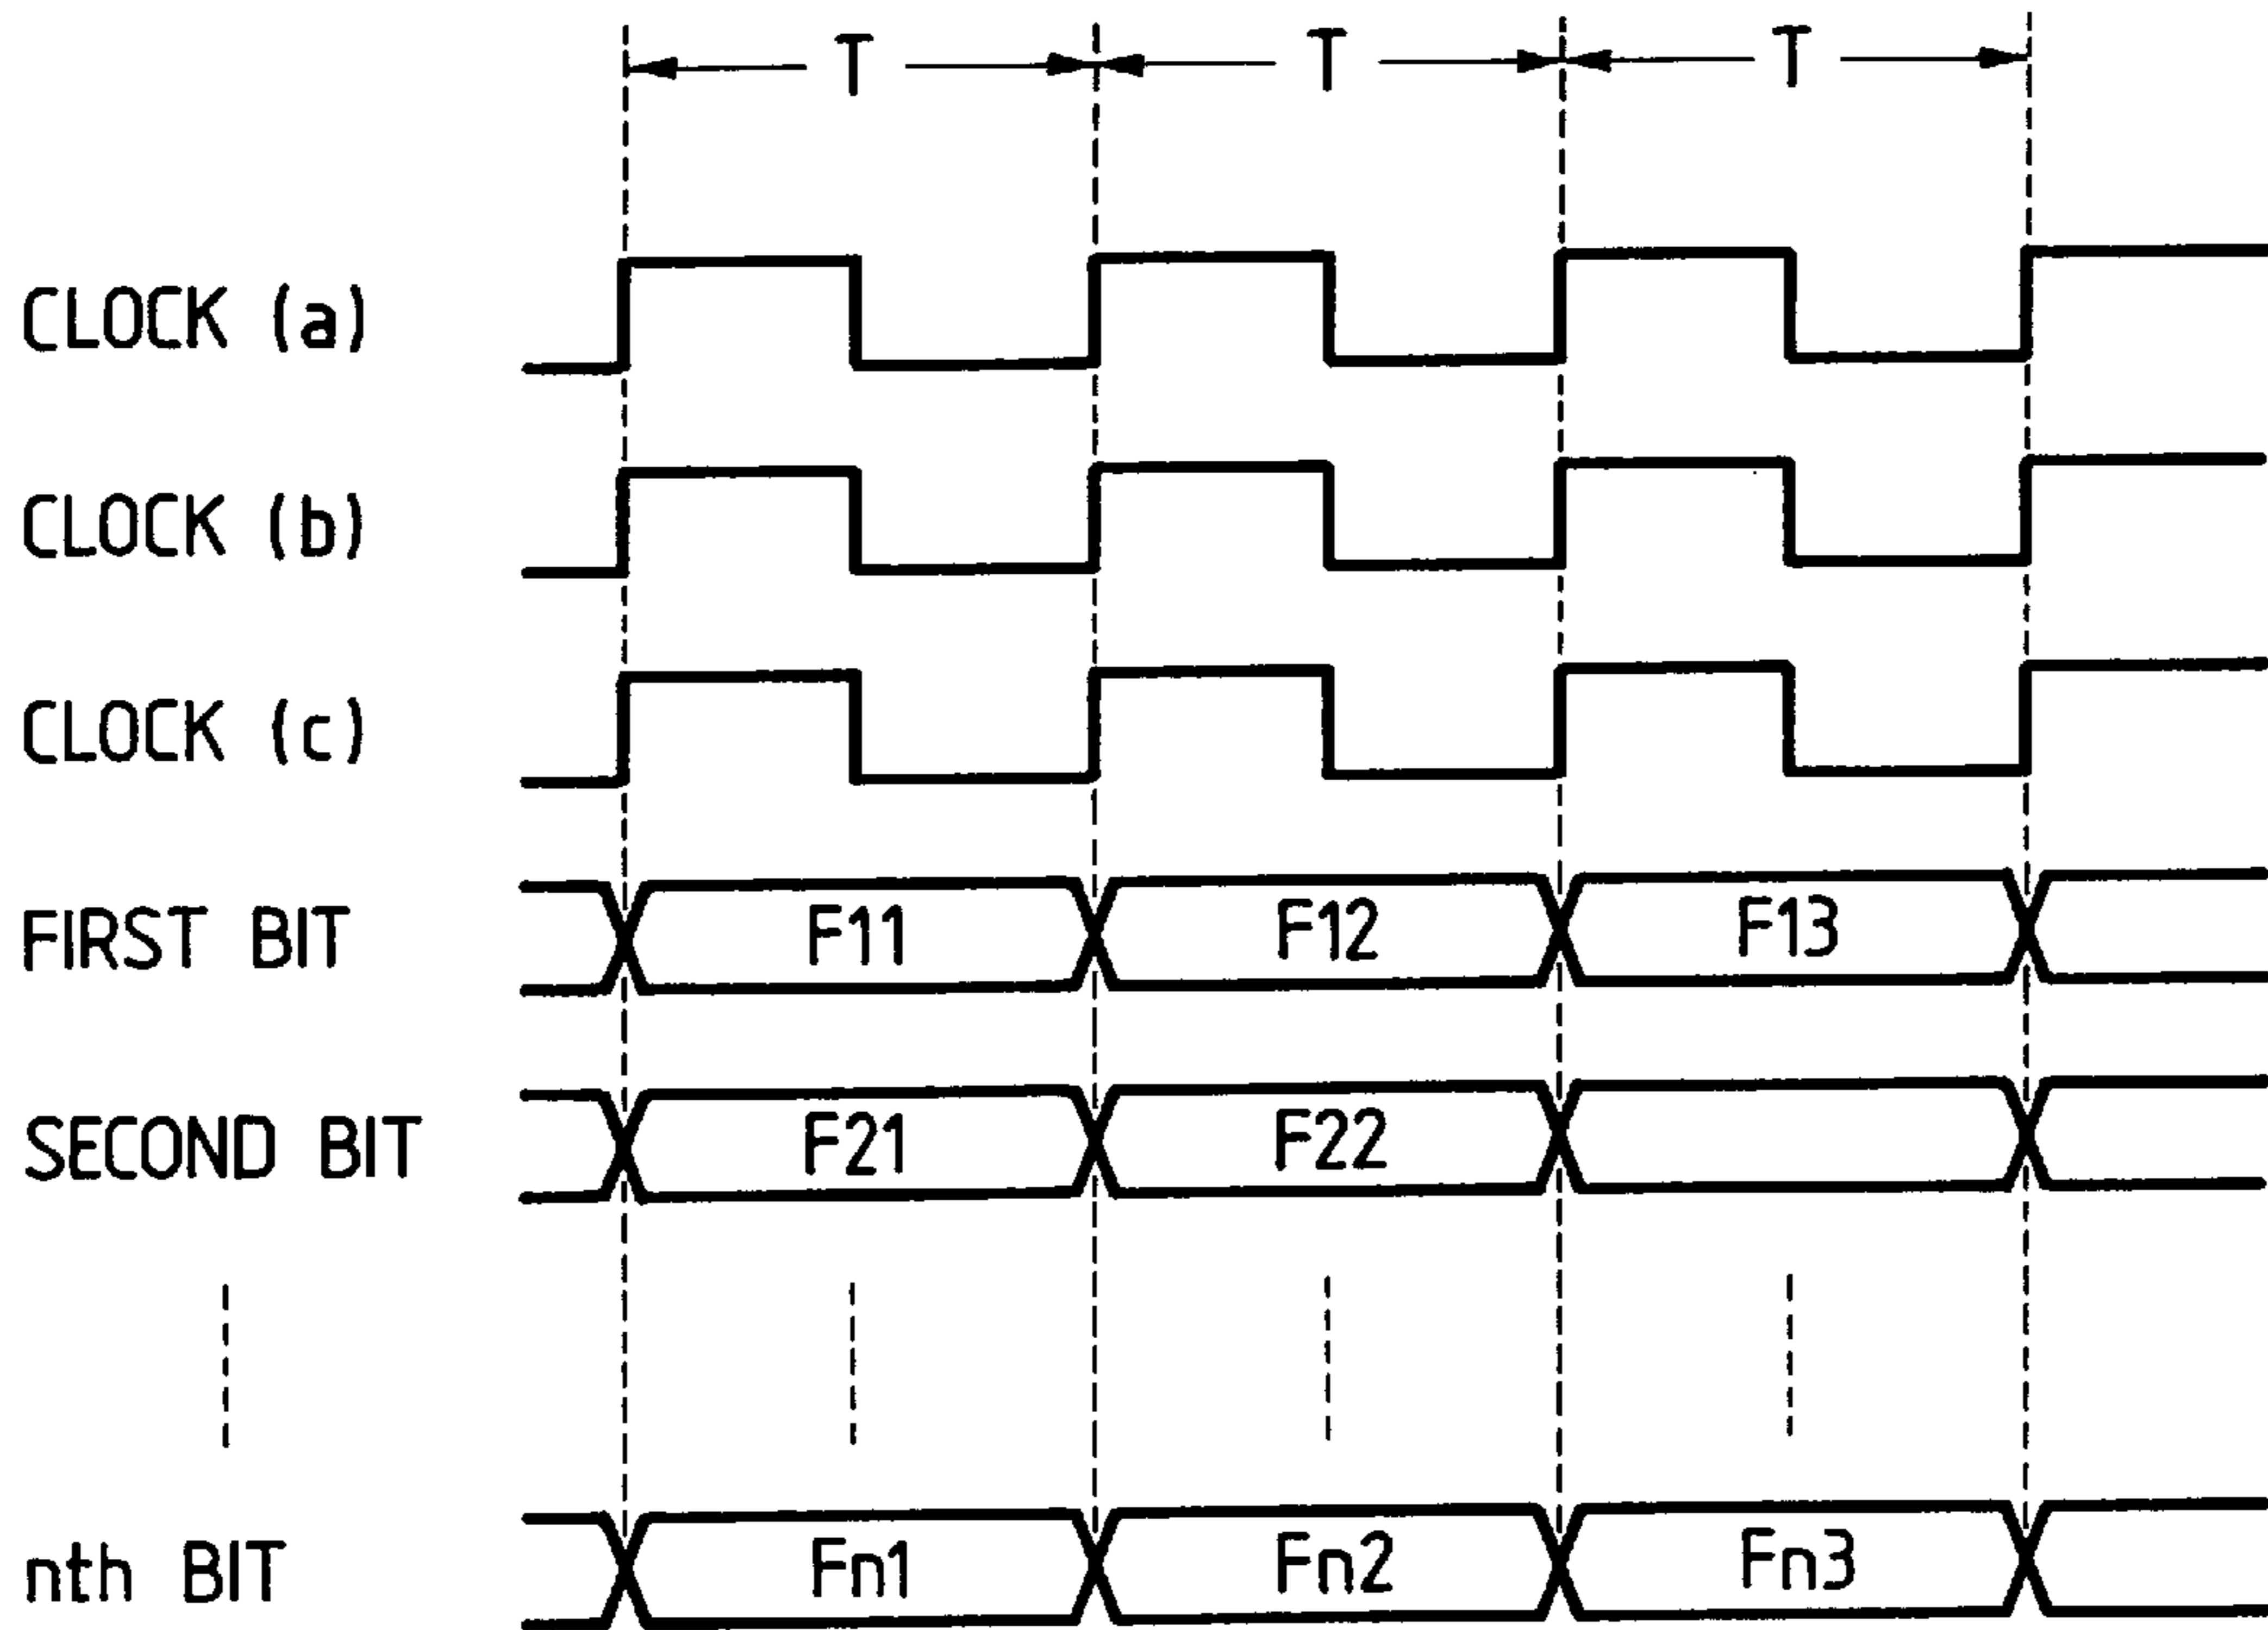 T T T
CLOCK (a)
CLOCK (b)
CLOCK (c)
FIRST BIT F11 F12 F13
SECOND BIT F21 F22
nth BIT Fn1 Fn2 Fn3